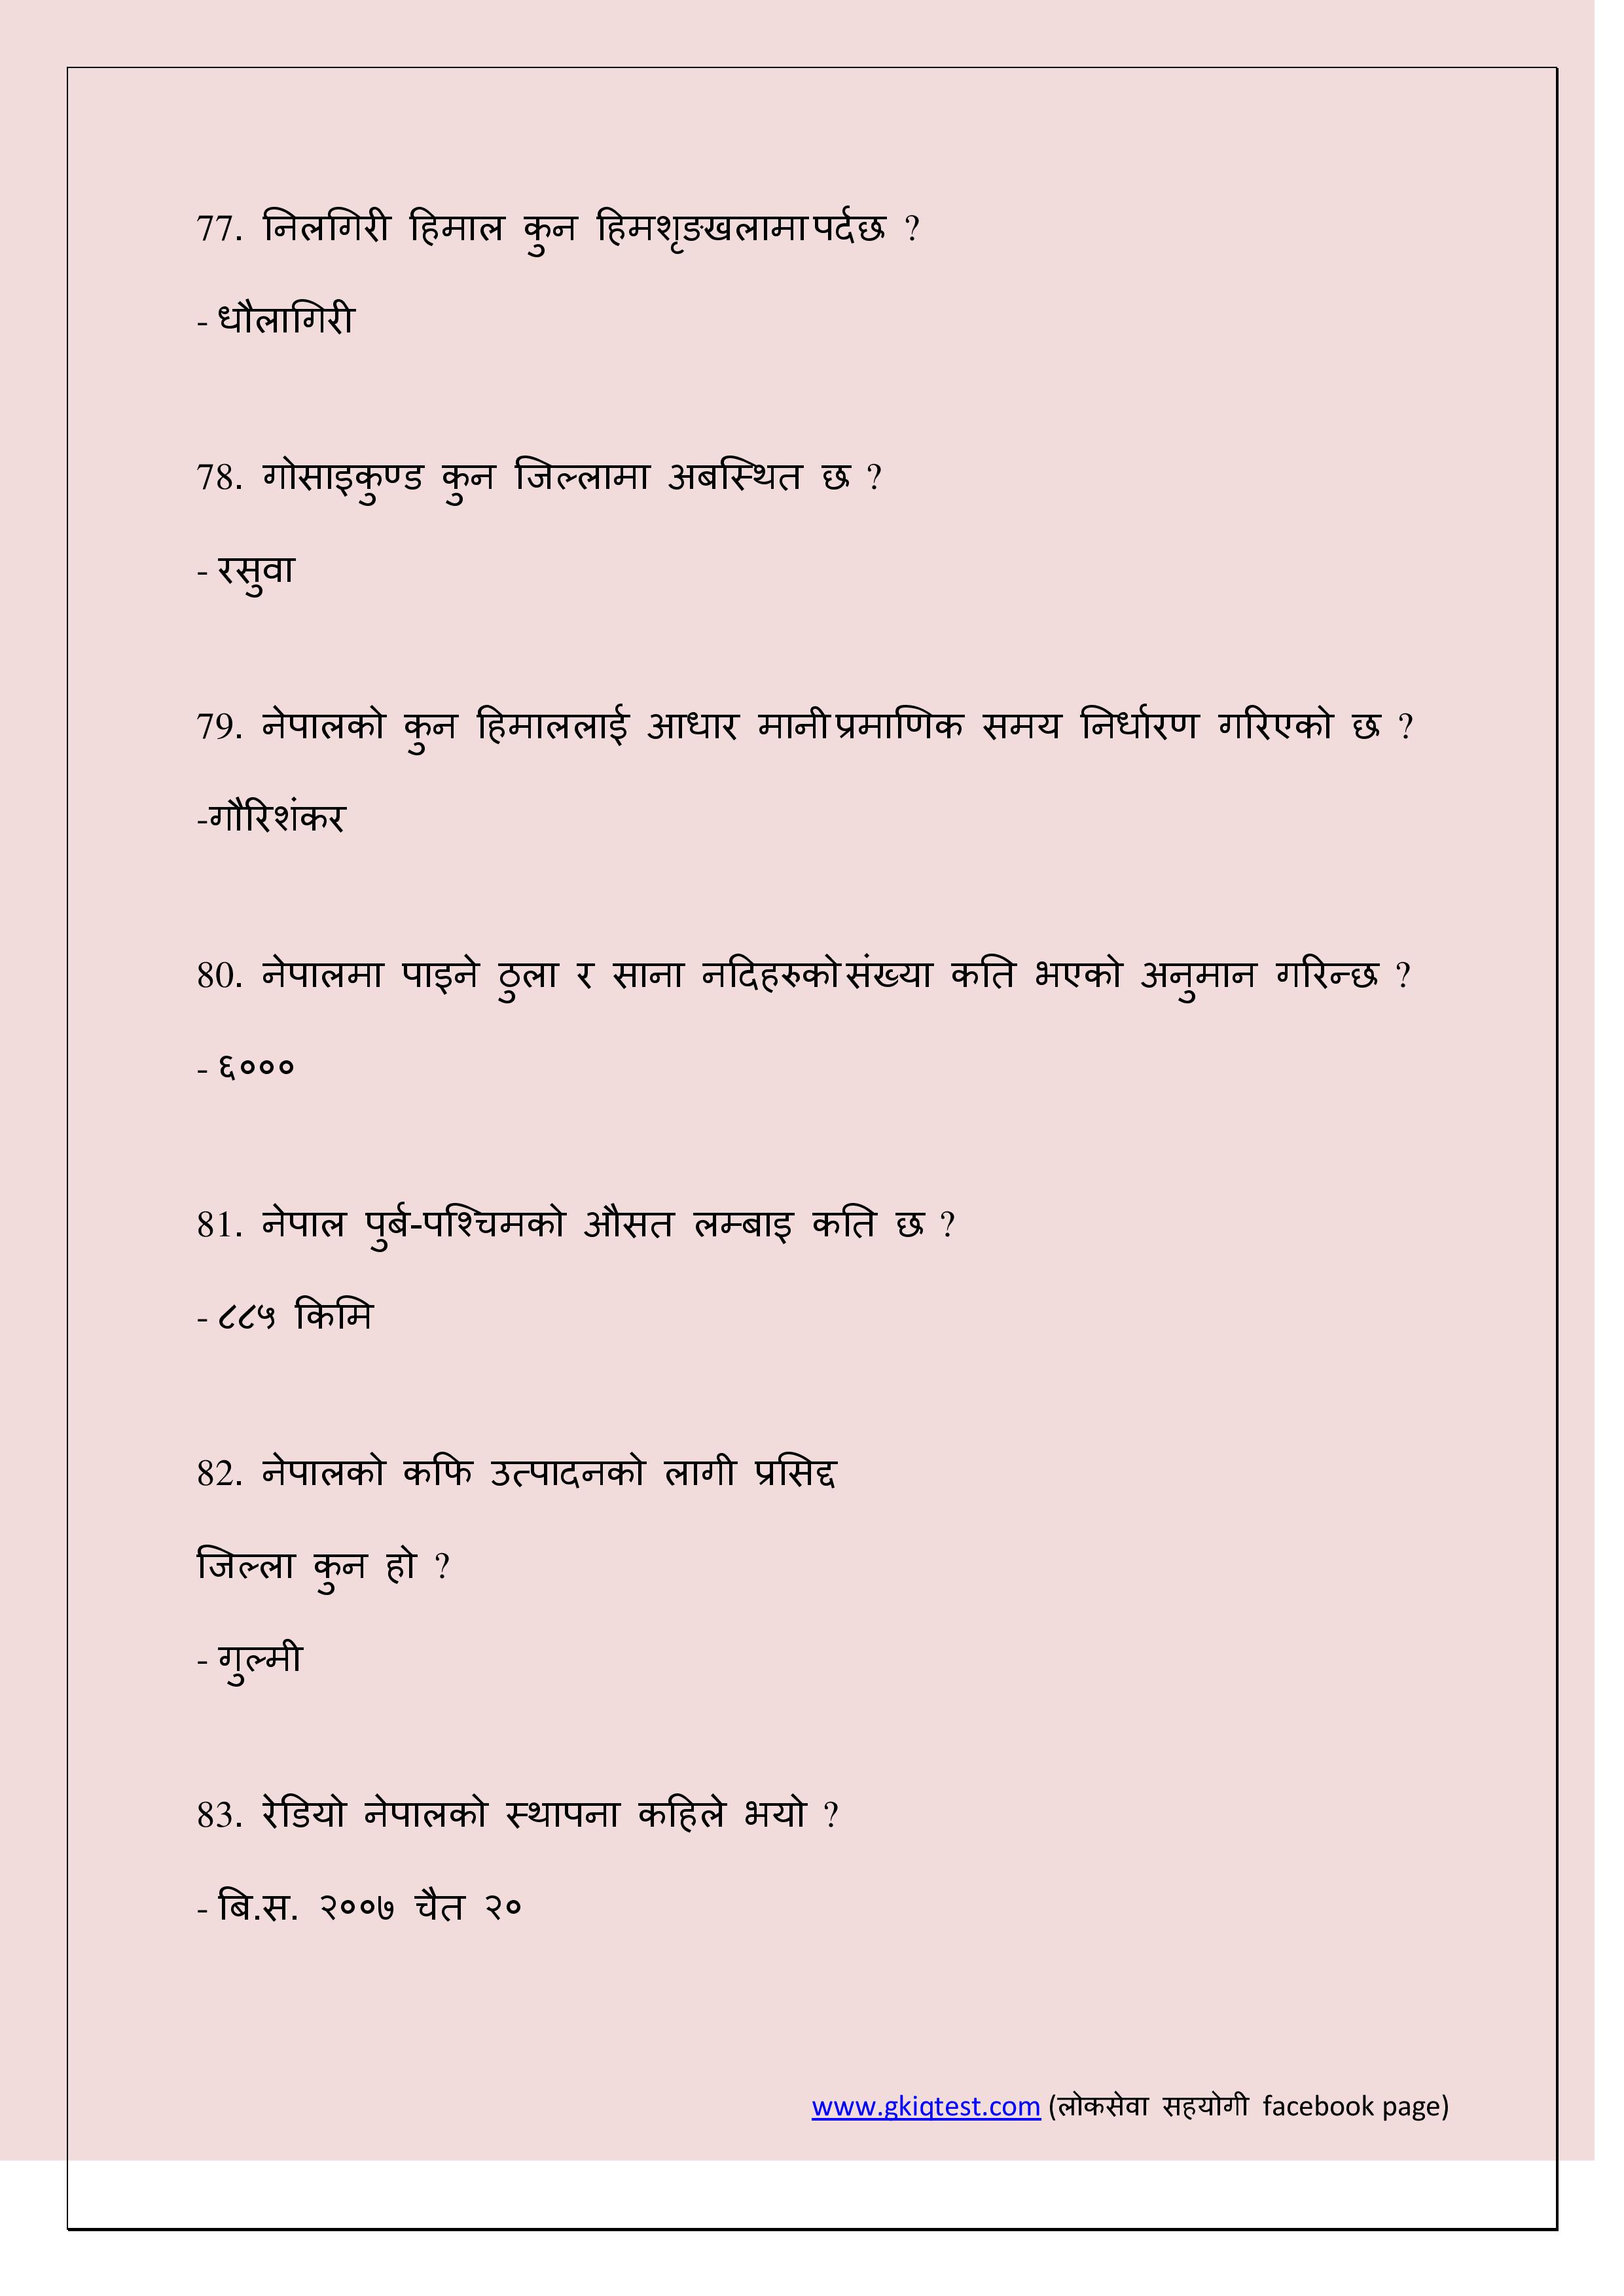 77. निलगिरी हिमाल कुन हिमशृङखलामा पर्दछ ?
- धौलागिरी
78. गोसाइकुण्ड कुन जिल्लामा अबस्थित छ ?
- रसुवा
79. नेपालको कुन हिमाललाई आधार मानी प्रमाणिक समय निर्धारण गरिएको छ ?
-गौरिशंकर
80. नेपालमा पाइने ठुला र साना नदिहरुको संख्या कति भएको अनुमान गरिन्छ ?
- ६०००
81. नेपाल पुर्ब-पश्चिमको औसत लम्बाइ कति छ ?
- ८८५ किमि
82. नेपालको कफि उत्पादनको लागी प्रसिद्द
जिल्ला कुन हो ?
- गुल्मी
83. रेडियो नेपालको स्थापना कहिले भयो ?
- बि.स. २००७ चैत २०
www.gkiqtest.com (लोकसेवा सहयोगी facebook page)